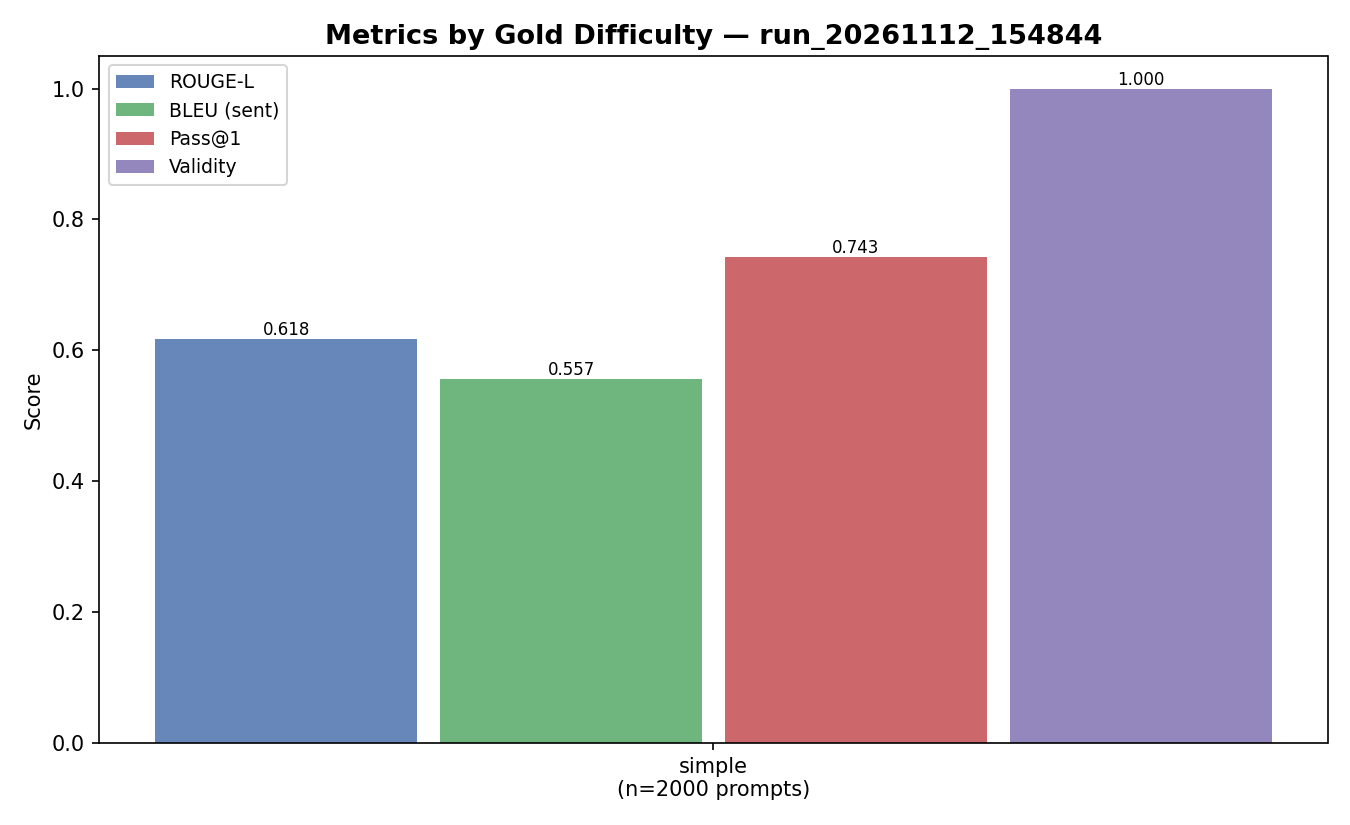 Metrics by Gold Difficulty — run_20261112_154844
ROUGE-L
BLEU (sent)
Pass@1
Validity
1.000
0.743
0.618
0.557
Score
1.0
0.8
0.6
0.4
0.2
0.0
simple
(n=2000 prompts)